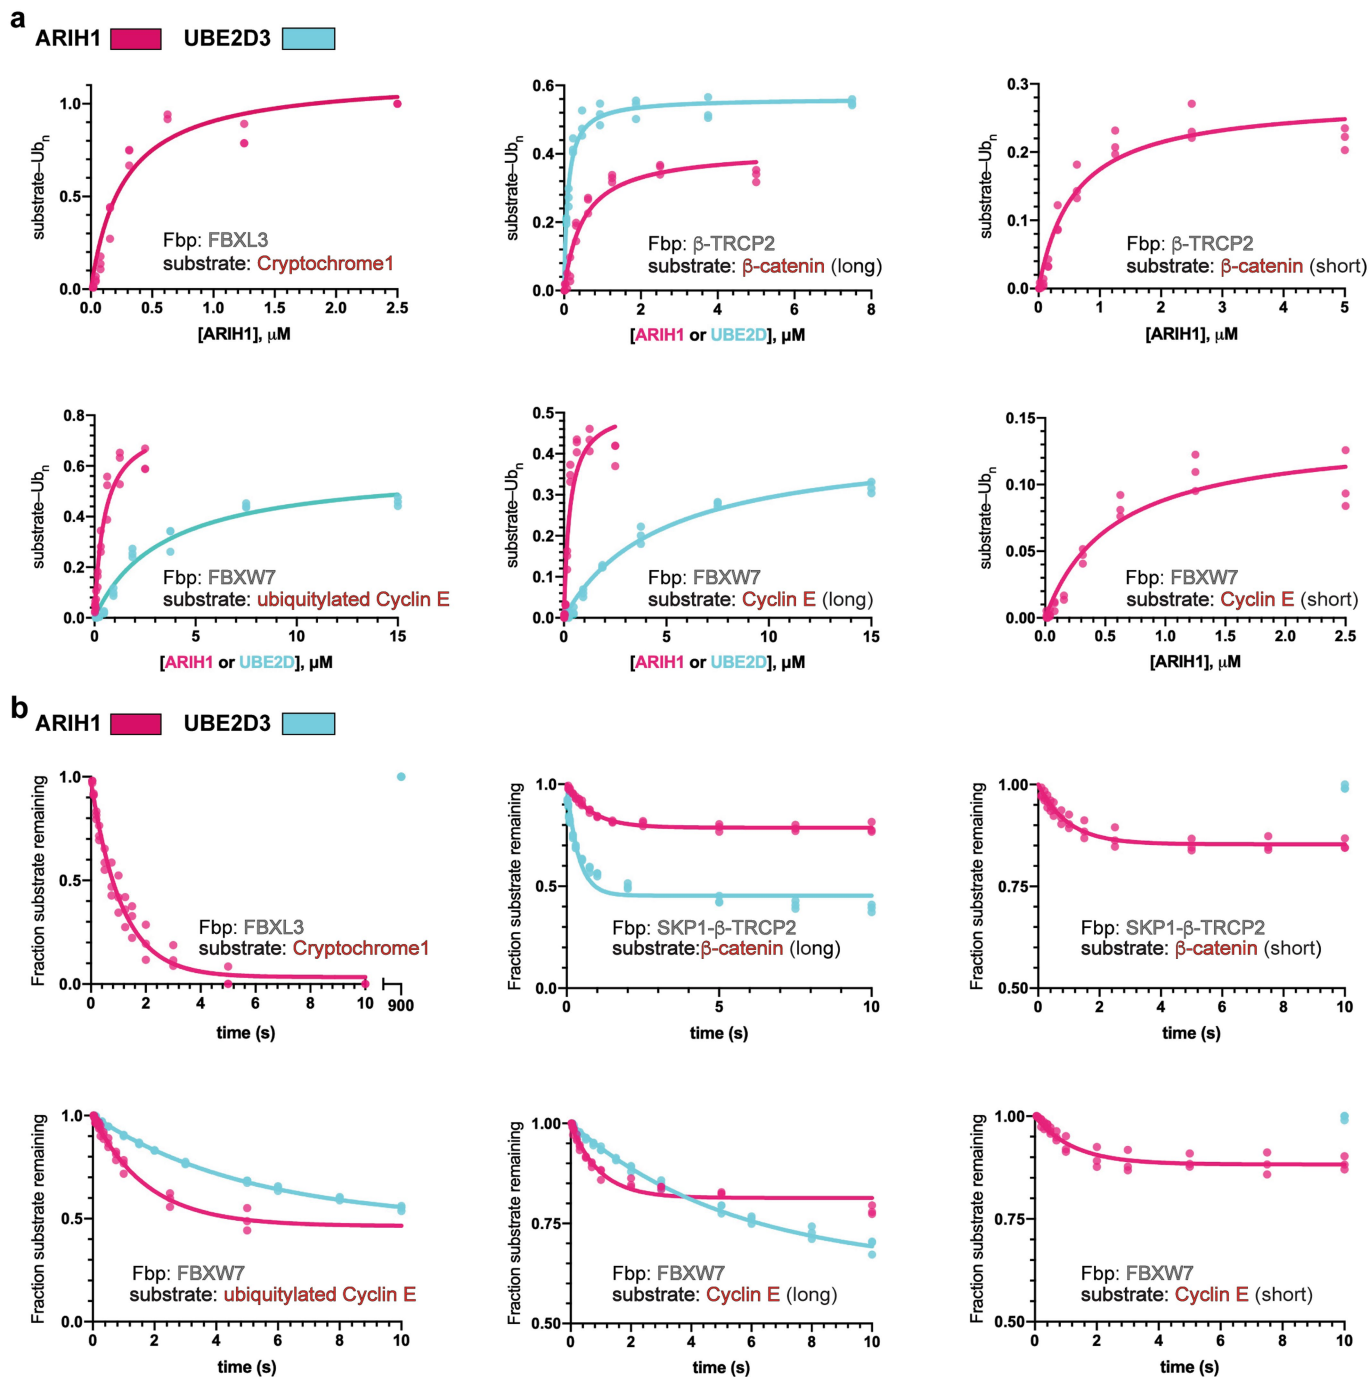 a
ARIH1 UBE2D3
substrate–Ubn
1.0
0.5
0.0
0.0 0.5 1.0 1.5 2.0 2.5
Fbp: FBXL3
substrate: Cryptochrome1
[ARIH1], μM
substrate–Ubn
0.6
0.4
0.2
0.0
0 2 4 6 8
Fbp: β-TRCP2
substrate: β-catenin (long)
[ARIH1 or UBE2D], μM
substrate–Ubn
0.3
0.2
0.1
0.0
0 1 2 3 4 5
Fbp: β-TRCP2
substrate: β-catenin (short)
[ARIH1], μM
substrate–Ubn
0.8
0.6
0.4
0.2
0.0
0 5 10 15
Fbp: FBXW7
substrate: ubiquitylated Cyclin E
[ARIH1 or UBE2D], μM
substrate–Ubn
0.5
0.4
0.3
0.2
0.1
0.0
0 5 10 15
Fbp: FBXW7
substrate: Cyclin E (long)
[ARIH1 or UBE2D], μM
substrate–Ubn
0.15
0.10
0.05
0.00
0.0 0.5 1.0 1.5 2.0 2.5
Fbp: FBXW7
substrate: Cyclin E (short)
[ARIH1], μM
b
ARIH1 UBE2D3
Fraction substrate remaining
1.0
0.5
0.0
0 2 4 6 8 10 900
Fbp: FBXL3
substrate: Cryptochrome1
time (s)
Fraction substrate remaining
1.0
0.5
0.0
0 5 10
Fbp: SKP1-β-TRCP2
substrate:β-catenin (long)
time (s)
Fraction substrate remaining
1.00
0.75
0.50
0 2 4 6 8 10
Fbp: SKP1-β-TRCP2
substrate: β-catenin (short)
time (s)
Fraction substrate remaining
1.0
0.5
0.0
0 2 4 6 8 10
Fbp: FBXW7
substrate: ubiquitylated Cyclin E
time (s)
Fraction substrate remaining
1.00
0.75
0.50
0 2 4 6 8 10
Fbp: FBXW7
substrate: Cyclin E (long)
time (s)
Fraction substrate remaining
1.00
0.75
0.50
0 2 4 6 8 10
Fbp: FBXW7
substrate: Cyclin E (short)
time (s)